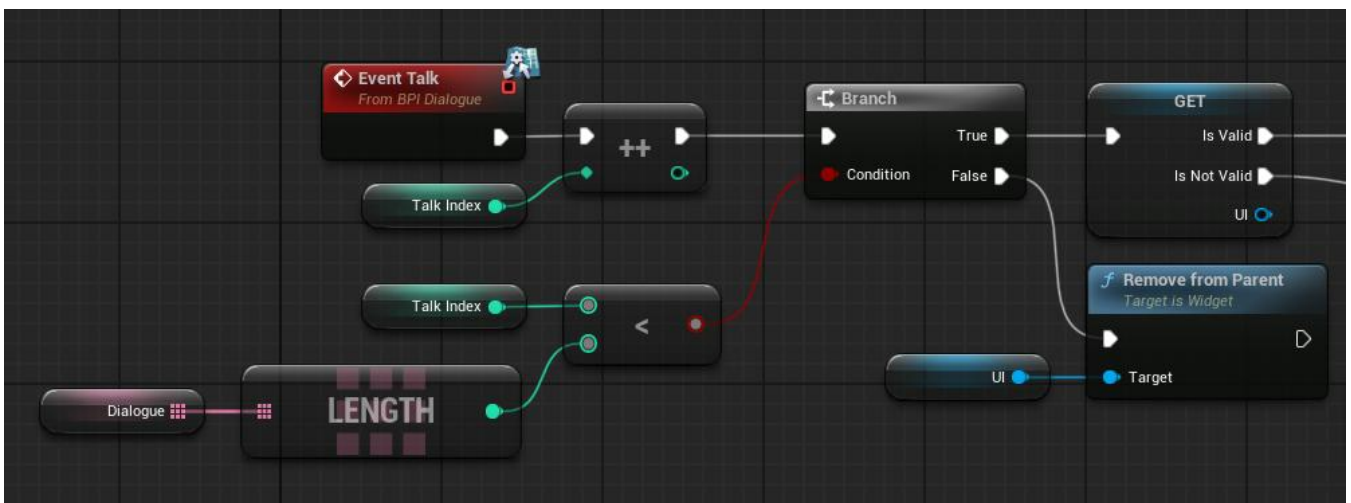 Event Talk
From BPI Dialogue
++
Talk Index
Branch
True
Condition
False
GET
Is Valid
Is Not Valid
UI
Talk Index
<
Dialogue
LENGTH
UI
f Remove from Parent
Target is Widget
Target